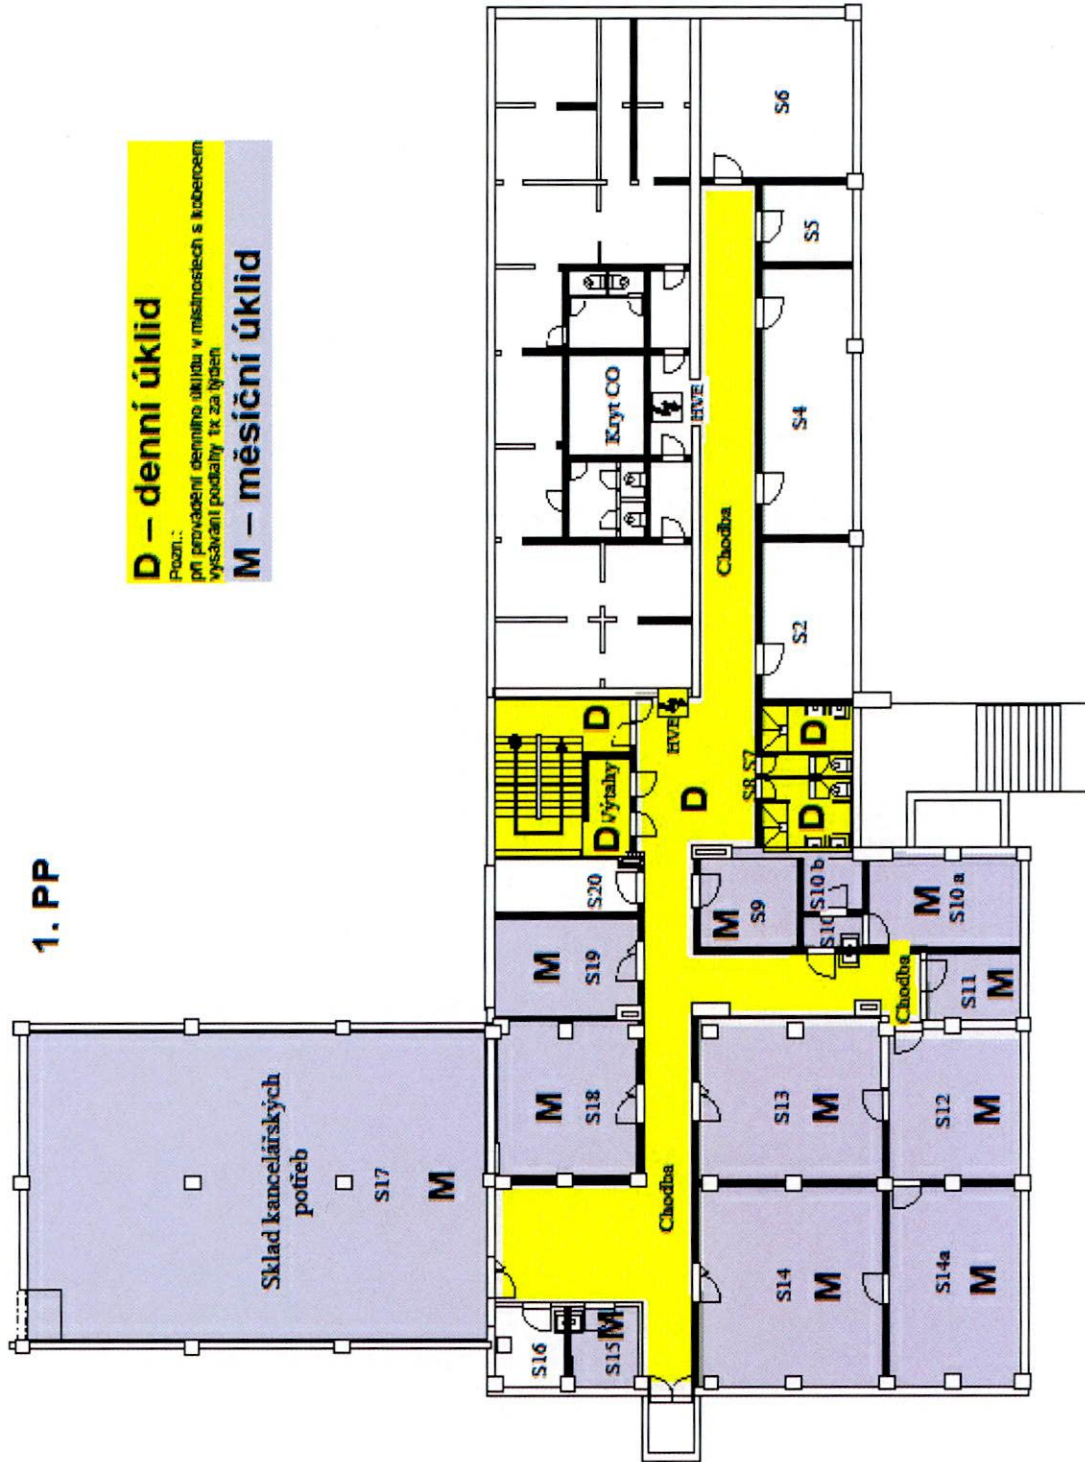 1. PP
D – denní úklid
Pozn.:
při provádění denního úklidu v místnostech s kobercem
vysávání podlahy 1x za týden
M – měsíční úklid
Sklad kancelářských
potřeb
S17
M
S16
S15
M
M
S18
M
S19
S20
D
Výtahy
D
HVE
Kryt CO
HVE
Chodba
D
Chodba
Chodba
S14
M
S13
M
M
S9
S10
S10 b
M
S10 a
S11
M
S12
M
S14a
M
S8
S7
D
D
S2
S4
S5
S6